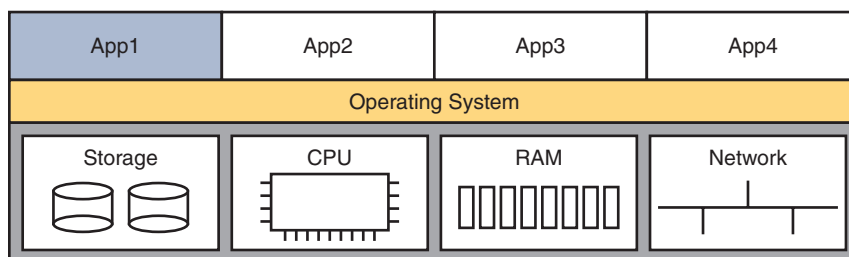 App1 App2 App3 App4
Operating System
Storage CPU RAM Network